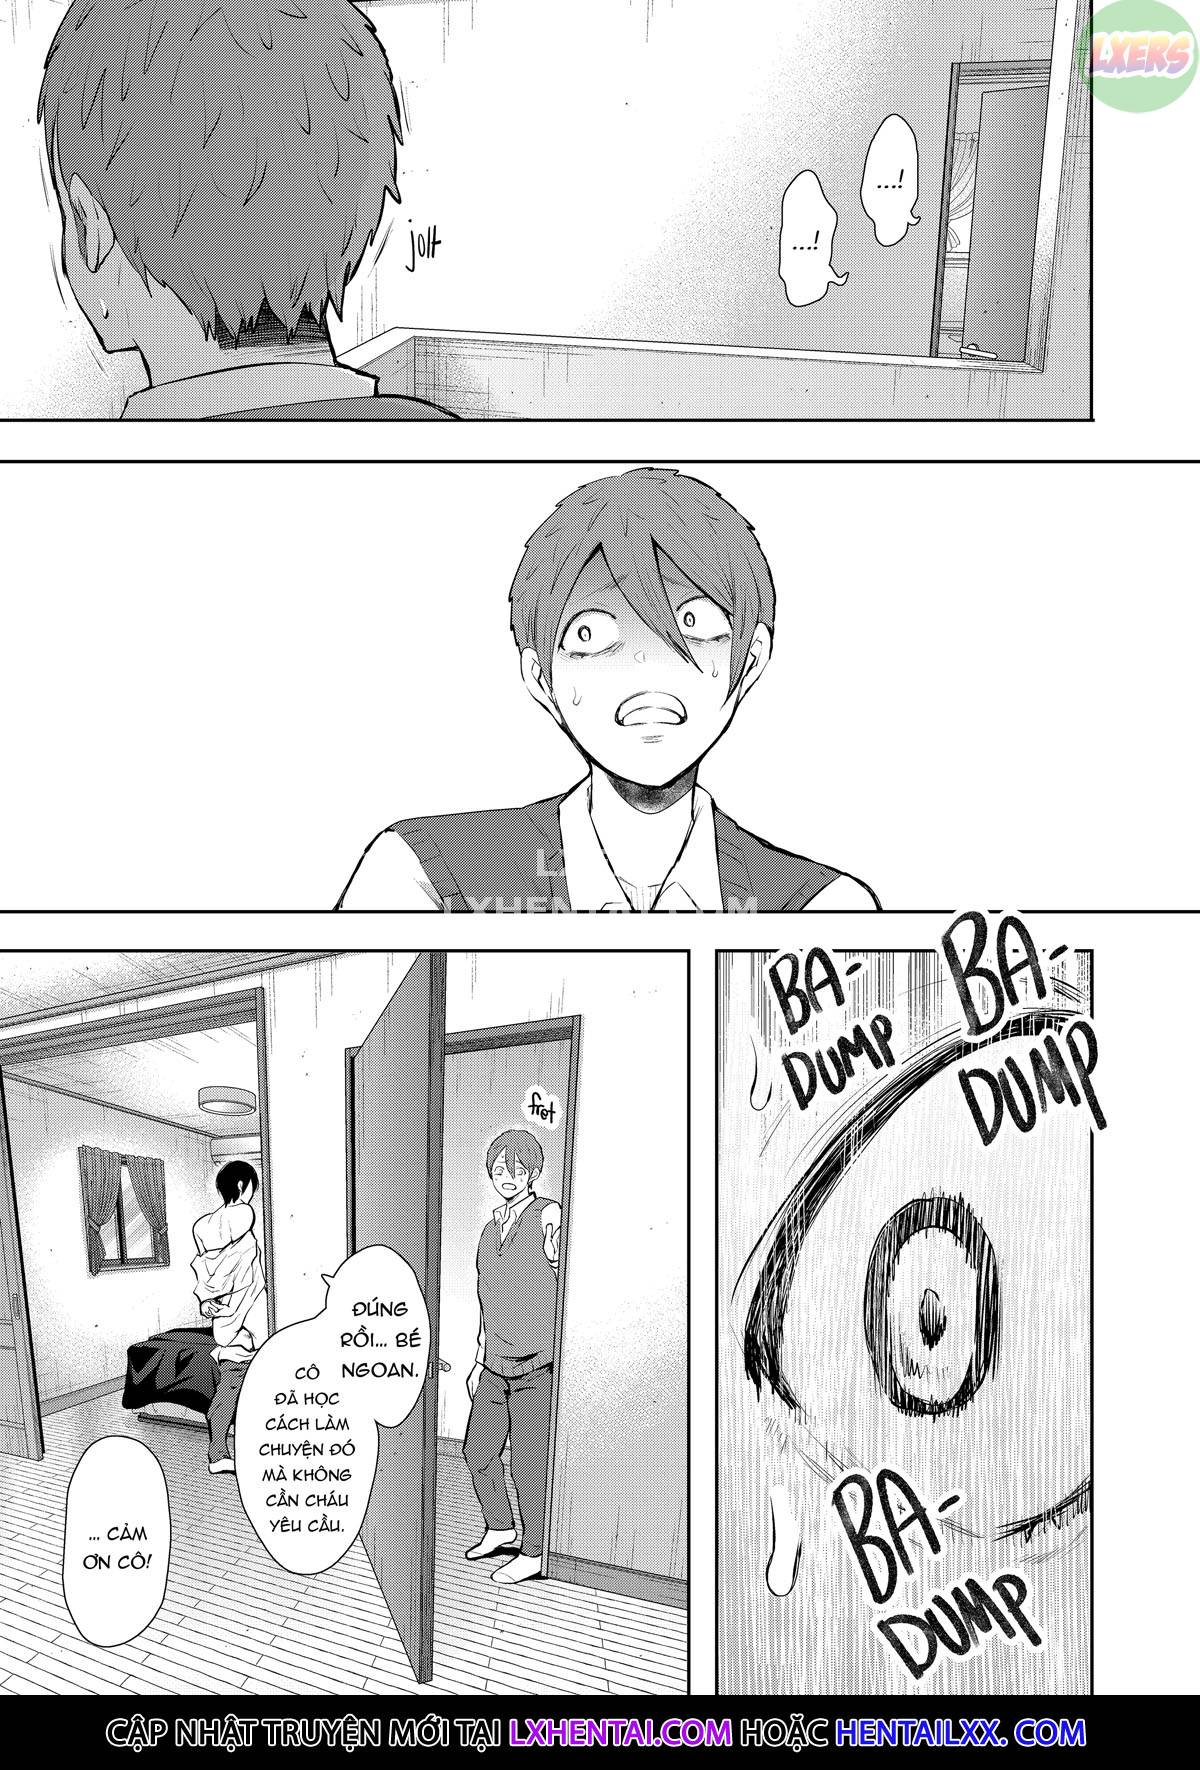 LXERS
...!
...!
jolt
LXHENTAI.COM
BA-
DUMP
BA-
DUMP
BA-
DUMP
frot
ĐÚNG
RỒI... BÉ
NGOAN.
CÔ
ĐÃ HỌC
CÁCH LÀM
CHUYỆN ĐÓ
MÀ KHÔNG
CẦN CHÁU
YÊU CẦU.
... CẢM
ƠN CÔ!
CẬP NHẬT TRUYỆN MỚI TẠI LXHENTAI.COM HOẶC HENTAILXX. COM